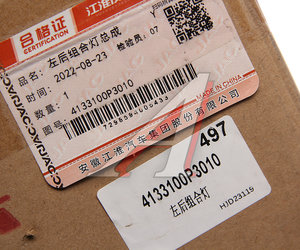 合格证
CERTIFICATION
江淮
品名: 左后组合灯总成
时间: 2022-08-23
检验员: 07
数量: 1
4133100P3010
MADE IN CHINA
安徽江淮汽车集团股份有限公司
497
4133100P3010
左后组合灯
HJD23119